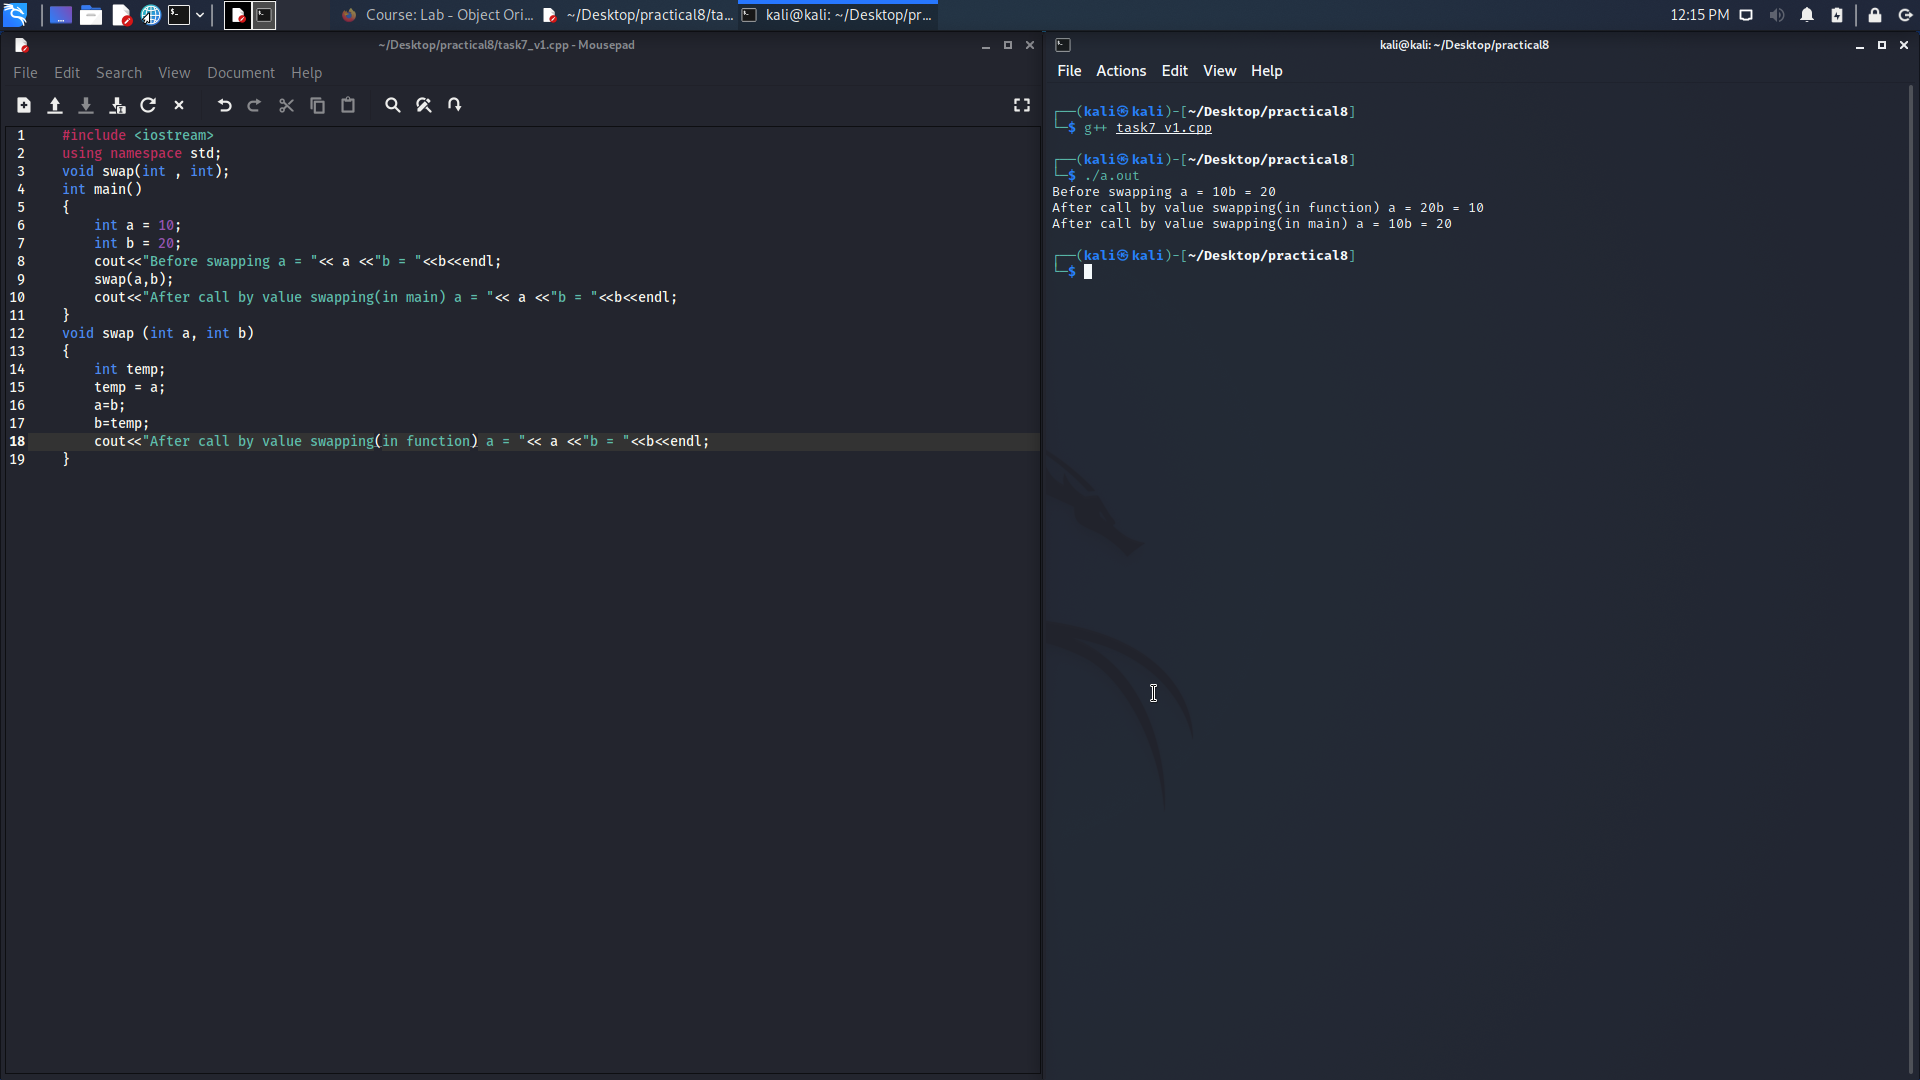 Course: Lab - Object Ori...
~/Desktop/practical8/ta...
kali@kali: ~/Desktop/pr...
12:15 PM
~/Desktop/practical8/task7_v1.cpp - Mousepad
File Edit Search View Document Help
1 #include <iostream>
2 using namespace std;
3 void swap(int , int);
4 int main()
5 {
6 int a = 10;
7 int b = 20;
8 cout<<"Before swapping a = "<< a <<"b = "<<b<<endl;
9 swap(a,b);
10 cout<<"After call by value swapping(in main) a = "<< a <<"b = "<<b<<endl;
11 }
12 void swap (int a, int b)
13 {
14 int temp;
15 temp = a;
16 a=b;
17 b=temp;
18 cout<<"After call by value swapping(in function) a = "<< a <<"b = "<<b<<endl;
19 }
kali@kali: ~/Desktop/practical8
File Actions Edit View Help
┌──(kali㉿kali)-[~/Desktop/practical8]
└─$ g++ task7_v1.cpp
┌──(kali㉿kali)-[~/Desktop/practical8]
└─$ ./a.out
Before swapping a = 10b = 20
After call by value swapping(in function) a = 20b = 10
After call by value swapping(in main) a = 10b = 20
┌──(kali㉿kali)-[~/Desktop/practical8]
└─$